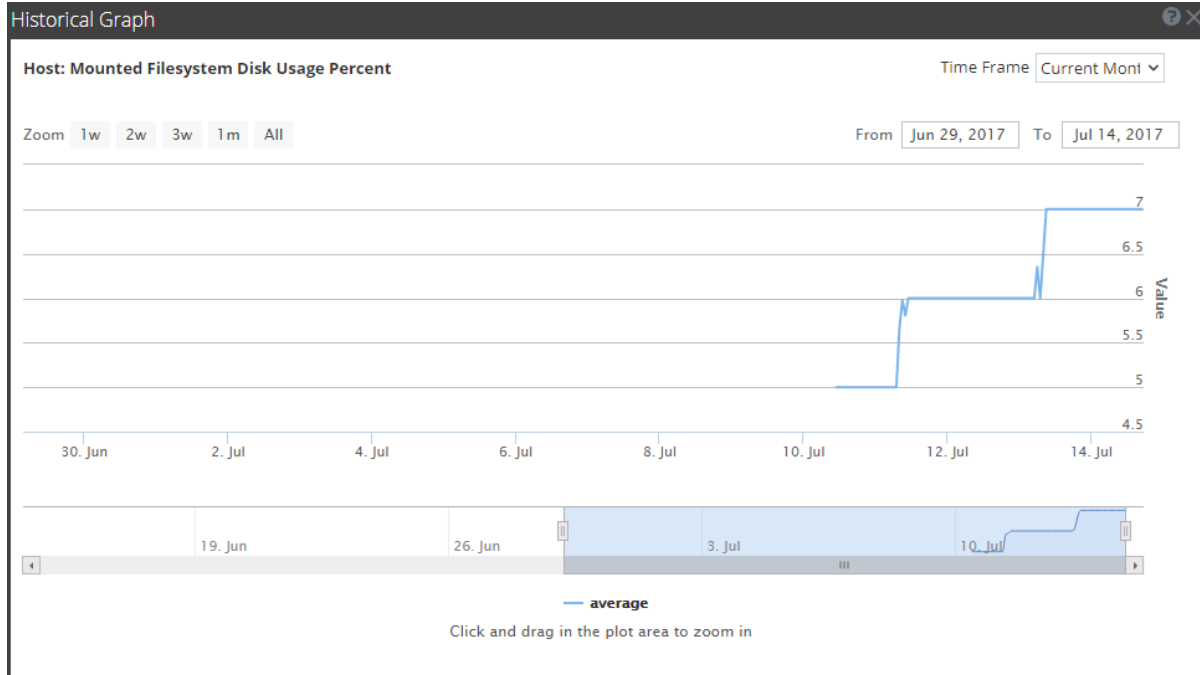 Historical Graph
Host: Mounted Filesystem Disk Usage Percent
Time Frame Current Mont
Zoom 1w 2w 3w 1m All
From Jun 29, 2017 To Jul 14, 2017
7
6.5
6
5.5
5
4.5
Value
30. Jun 2. Jul 4. Jul 6. Jul 8. Jul 10. Jul 12. Jul 14. Jul
19. Jun 26. Jun 3. Jul 10. Jul
average
Click and drag in the plot area to zoom in